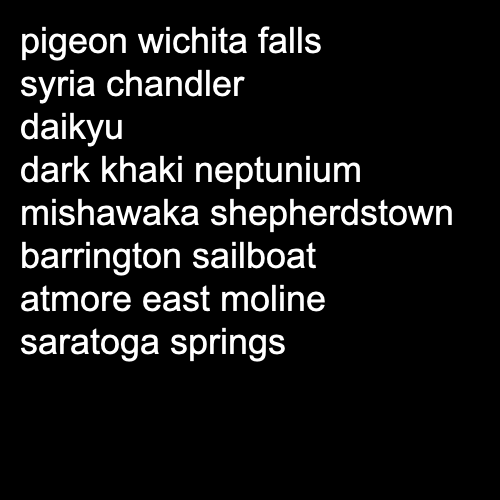 pigeon wichita falls
syria chandler
daikyu
dark khaki neptunium
mishawaka shepherdstown
barrington sailboat
atmore east moline
saratoga springs